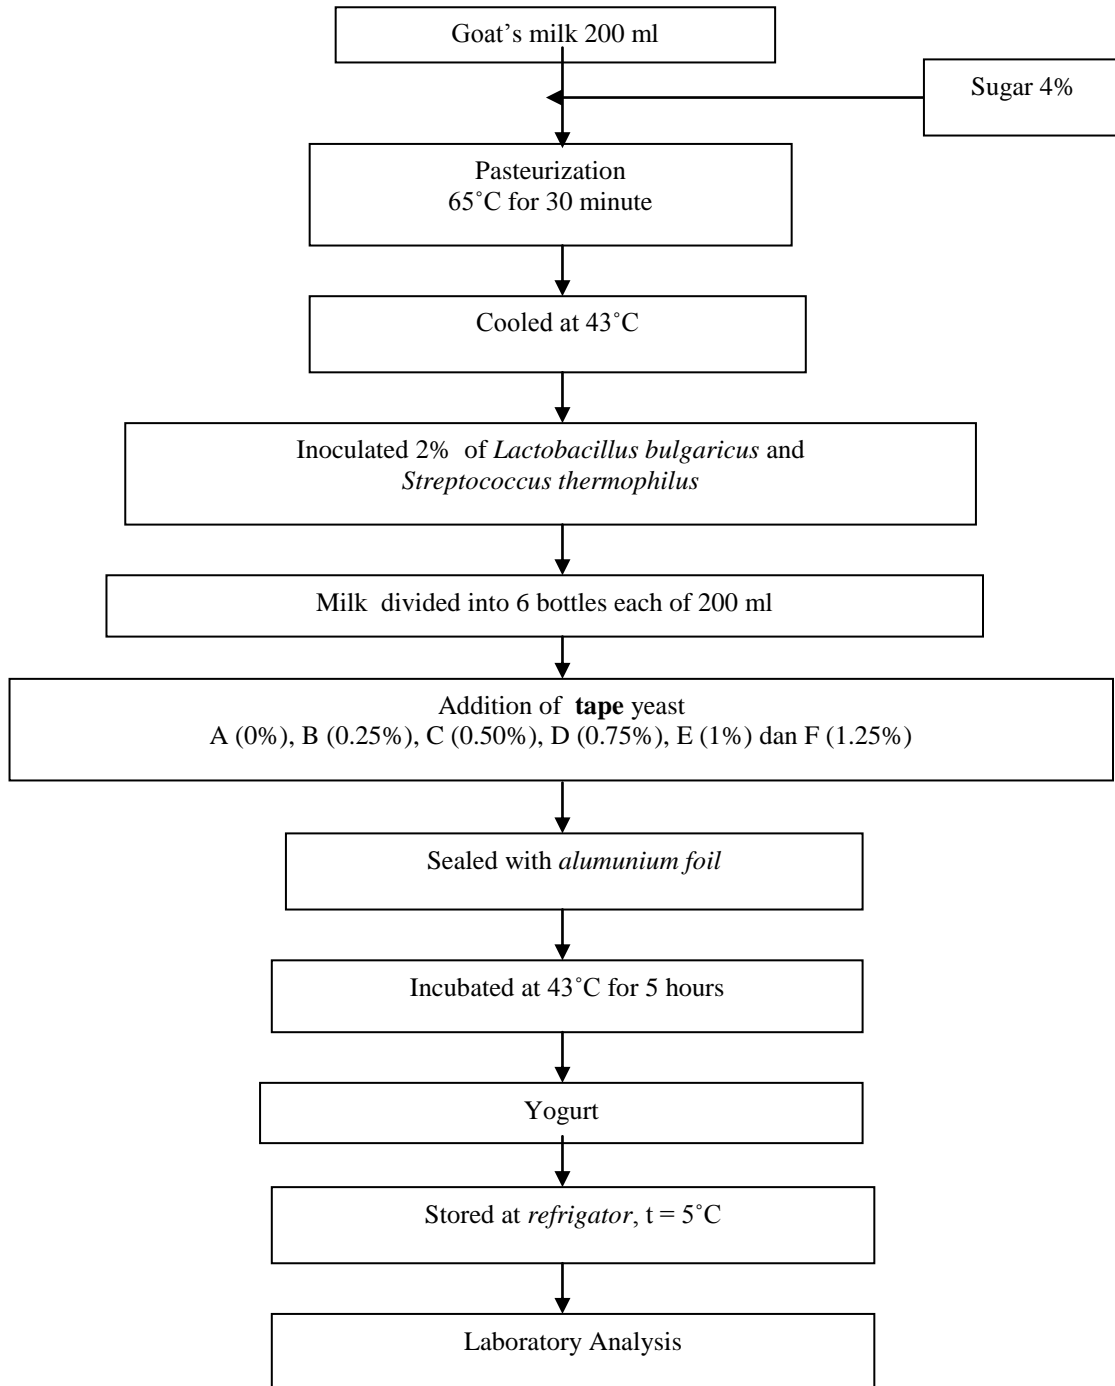 Goat’s milk 200 ml
Sugar 4%
Pasteurization
65˚C for 30 minute
Cooled at 43˚C
Inoculated 2% of Lactobacillus bulgaricus and
Streptococcus thermophilus
Milk divided into 6 bottles each of 200 ml
Addition of tape yeast
A (0%), B (0.25%), C (0.50%), D (0.75%), E (1%) dan F (1.25%)
Sealed with alumunium foil
Incubated at 43˚C for 5 hours
Yogurt
Stored at refrigator, t = 5˚C
Laboratory Analysis